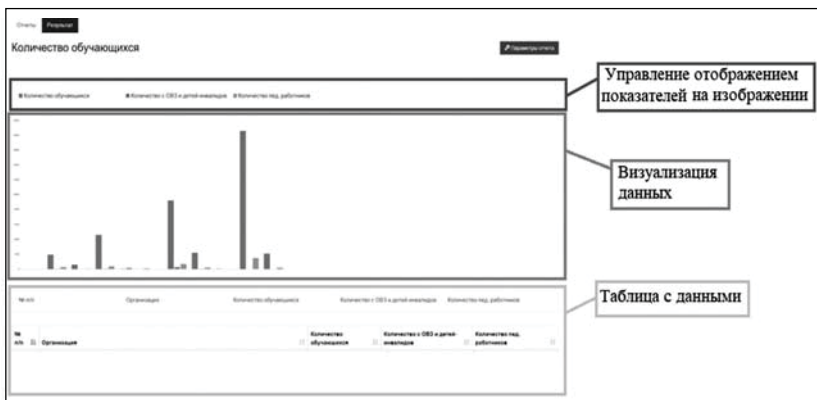 Отчеты Результат
Количество обучающихся
Параметры отчета
Количество обучающихся Количество с ОВЗ и детей-инвалидов Количество пед. работников
Управление отображением
показателей на изображении
Визуализация
данных
№ п/п Организация Количество обучающихся Количество с ОВЗ и детей-инвалидов Количество пед. работников
Таблица с данными
№
п/п Организация Количество
обучающихся Количество с ОВЗ и детей-
инвалидов Количество пед.
работников